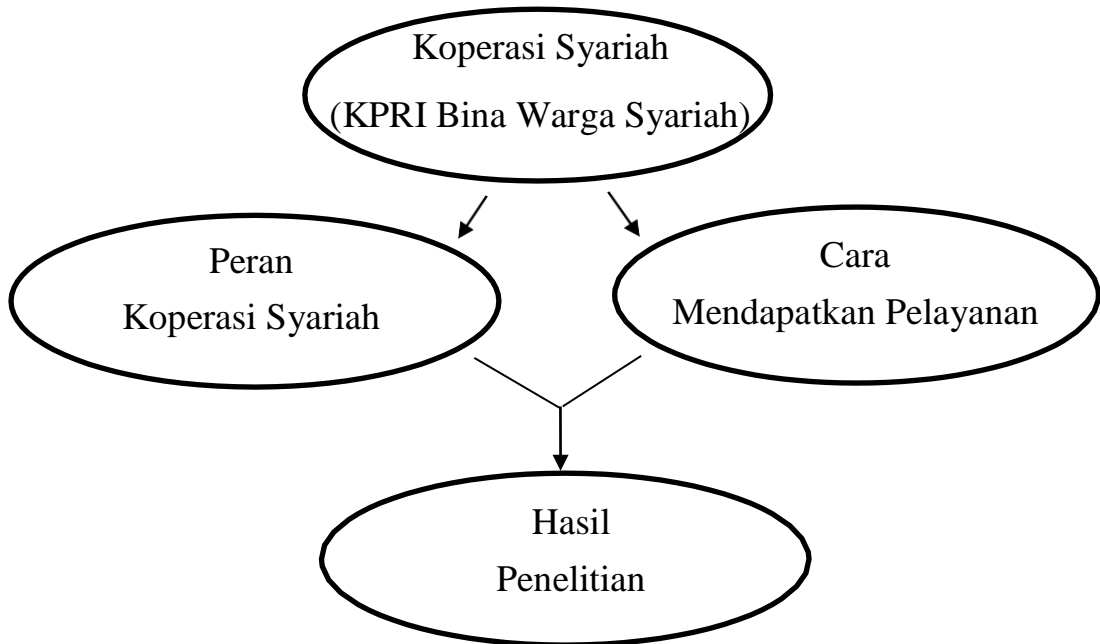 Koperasi Syariah
(KPRI Bina Warga Syariah)
Peran
Koperasi Syariah
Cara
Mendapatkan Pelayanan
Hasil
Penelitian